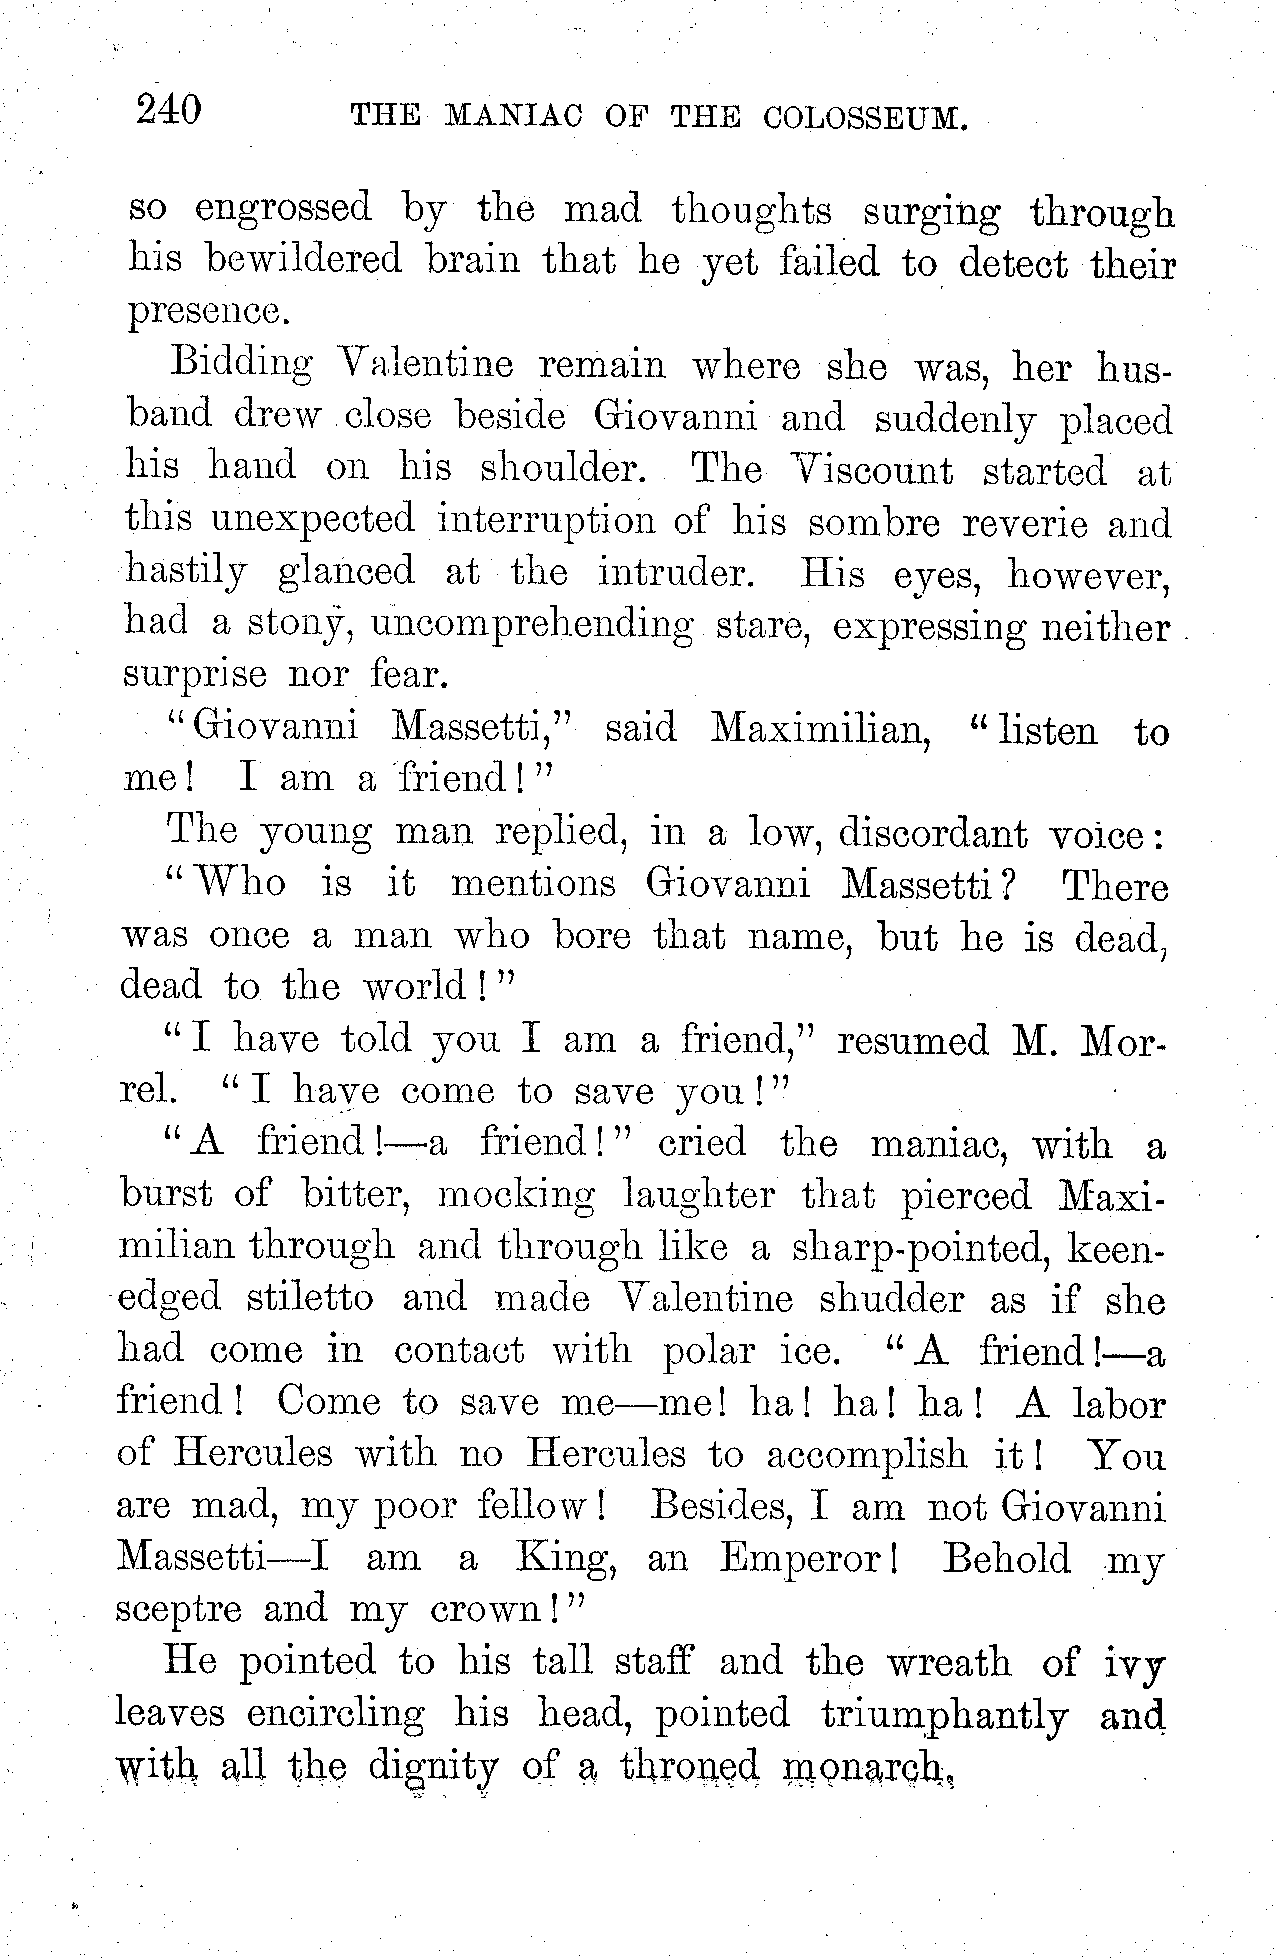 240 THE MANIAC OF THE COLOSSEUM.
so engrossed by the mad thoughts surging through
his bewildered brain that he yet failed to detect their
presence.
Bidding Valentine remain where she was, her hus-
band drew close beside Giovanni and suddenly placed
his hand on his shoulder. The Viscount started at
this unexpected interruption of his sombre reverie and
hastily glanced at the intruder. His eyes, however,
had a stony, uncomprehending stare, expressing neither
surprise nor fear.
"Giovanni Massetti," said Maximilian, "listen to
me! I am a friend!"
The young man replied, in a low, discordant voice:
"Who is it mentions Giovanni Massetti? There
was once a man who bore that name, but he is dead,
dead to the world!"
"I have told you I am a friend," resumed M. Mor-
rel. "I have come to save you!"
"A friend!—a friend!" cried the maniac, with a
burst of bitter, mocking laughter that pierced Maxi-
milian through and through like a sharp-pointed, keen-
edged stiletto and made Valentine shudder as if she
had come in contact with polar ice. "A friend!—a
friend! Come to save me—me! ha! ha! ha! A labor
of Hercules with no Hercules to accomplish it! You
are mad, my poor fellow! Besides, I am not Giovanni
Massetti—I am a King, an Emperor! Behold my
sceptre and my crown!"
He pointed to his tall staff and the wreath of ivy
leaves encircling his head, pointed triumphantly and
with all the dignity of a throned monarch,